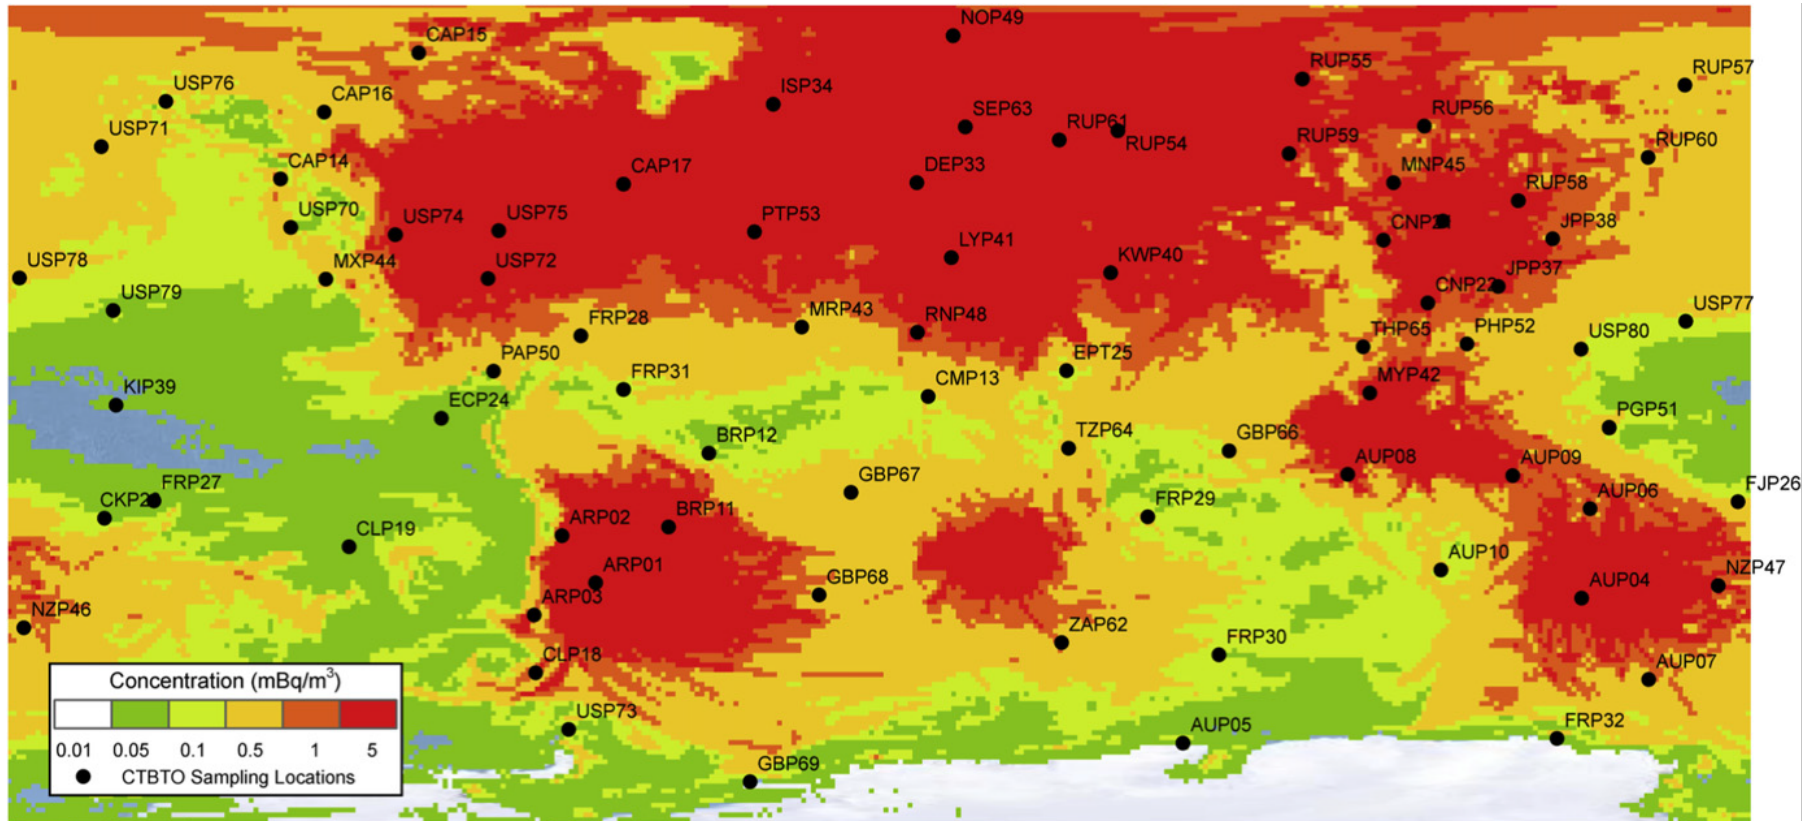 NOP49
CAP15
RUP55
RUP57
USP76
CAP16
ISP34
SEP63
RUP61
RUP54
RUP56
USP71
RUP59
RUP60
CAP14
CAP17
DEP33
MNP45
RUP58
USP70
USP74
USP75
PTP53
CNP21
JPP38
USP78
MXP44
USP72
LYP41
KWP40
JPP37
USP79
FRP28
MRP43
RNP48
CNP22
USP77
PAP50
THP65
PHP52
USP80
FRP31
EPT25
KIP39
ECP24
CMP13
MYP42
PGP51
BRP12
TZP64
GBP66
GBP67
AUP08
AUP09
FRP27
FJP26
FRP29
AUP06
ARP02
BRP11
CLP19
AUP10
ARP01
GBP68
AUP04
NZP47
NZP46
ARP03
ZAP62
FRP30
CLP18
AUP07
USP73
AUP05
FRP32
GBP69
Concentration (mBq/m³)
0.01 0.05 0.1 0.5 1 5
CTBTO Sampling Locations